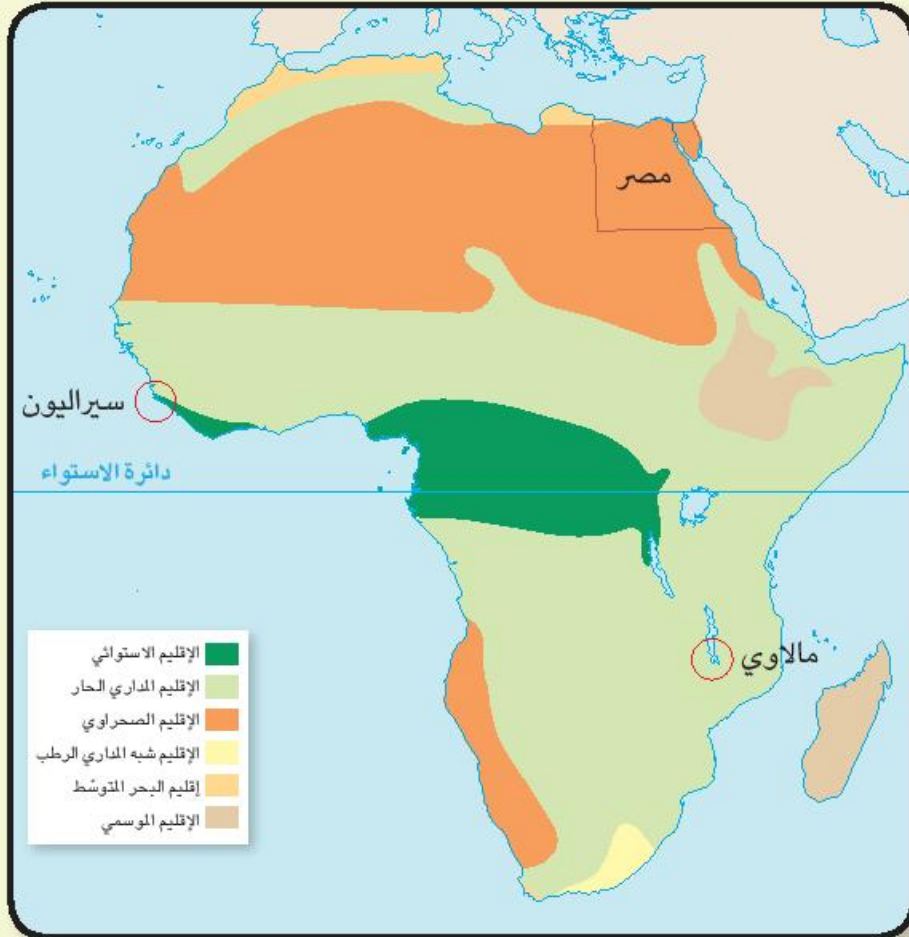 مصر
سيراليون
دائرة الاستواء
مالاوي
الإقليم الاستوائي
الإقليم المداري الحار
الإقليم الصحراوي
الإقليم شبه المداري الرطب
إقليم البحر المتوسّط
الإقليم الموسمي